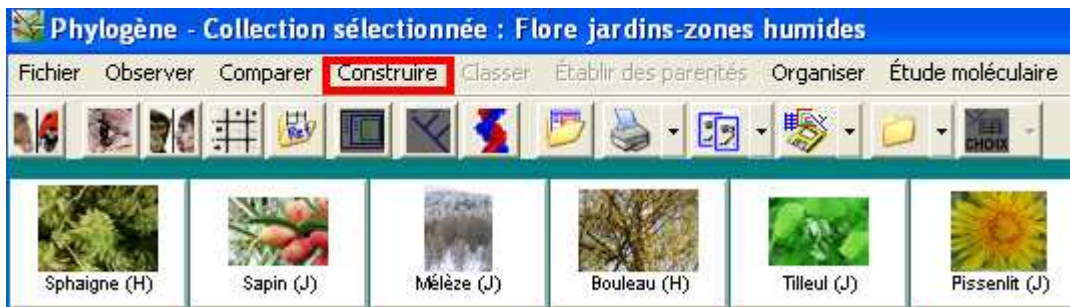 Phylogène - Collection sélectionnée : Flore jardins-zones humides
Fichier Observer Comparer Construire Classer Établir des parentés Organiser Étude moléculaire
Rév CHOIX
Sphaigne (H) Sapin (J) Mélèze (J) Bouleau (H) Tilleul (J) Pissenlit (J)